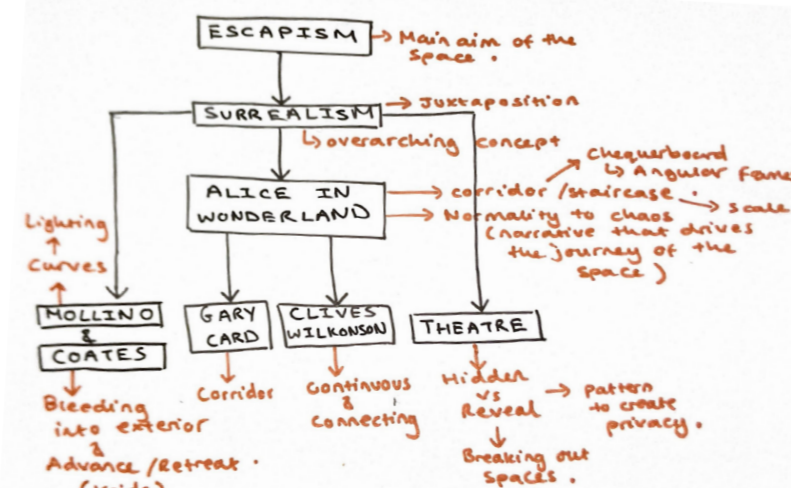 ESCAPISM
Main aim of the
space.
SURREALISM
Juxtaposition
overarching concept
Chequerboard
Angular Fame
ALICE IN
WONDERLAND
corridor/staircase.
scale
Normality to chaos
(narrative that drives
the journey of the
space)
Lighting
Curves
MOLLINO
&
COATES
Bleeding
into exterior
&
Advance/Retreat.
GARY
CARD
Corridor
CLIVES
WILKONSON
Continuous
&
Connecting
THEATRE
Hidden
vs
Reveal
pattern
to create
privacy.
Breaking out
spaces.